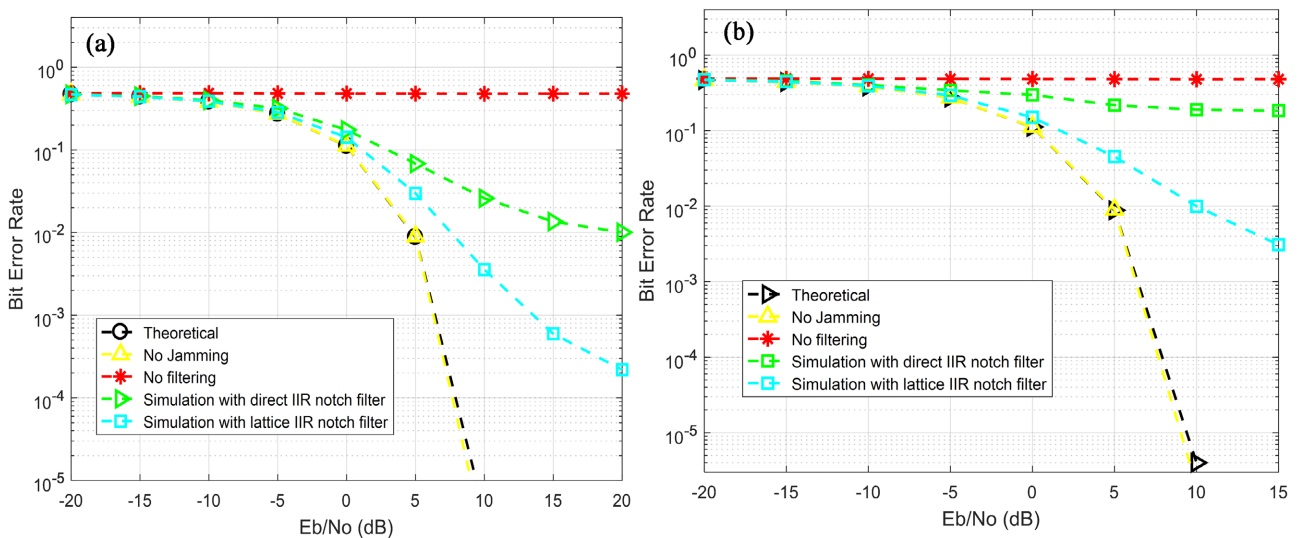 (a)
10^0
10^-1
10^-2
10^-3
10^-4
10^-5
Bit Error Rate
-20 -15 -10 -5 0 5 10 15 20
Eb/No (dB)
Theoretical
No Jamming
No filtering
Simulation with direct IIR notch filter
Simulation with lattice IIR notch filter
(b)
10^0
10^-1
10^-2
10^-3
10^-4
10^-5
Bit Error Rate
-20 -15 -10 -5 0 5 10 15
Eb/No (dB)
Theoretical
No Jamming
No filtering
Simulation with direct IIR notch filter
Simulation with lattice IIR notch filter